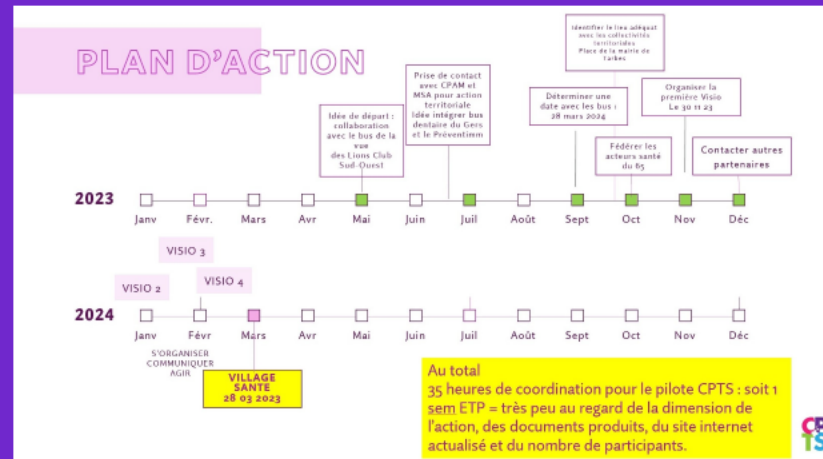 PLAN D'ACTION
Identifier le lieu adéquat
avec les collectivités
territoriales
Place de la mairie de
Tarbes
Prise de contact
avec CPAM et
MSA pour action
territoriale
Idée intégrer bus
dentaire du Gers
et le Préventimm
Organiser la
première Visio
Le 30 11 23
Déterminer une
date avec les bus :
28 mars 2024
Idée de départ :
collaboration
avec le bus de la
vue
des Lions Club
Sud-Ouest
Fédérer les
acteurs santé
du 65
Contacter autres
partenaires
2023
Janv Févr. Mars Avr Mai Juin Juil Août Sept Oct Nov Déc
VISIO 3
VISIO 4
VISIO 2
2024
Janv Févr Mars Avr Mai Juin Juil Août Sept Oct Nov Déc
S'ORGANISER
COMMUNIQUER
AGIR
VILLAGE
SANTE
28 03 2023
Au total
35 heures de coordination pour le pilote CPTS : soit 1
sem ETP = très peu au regard de la dimension de
l'action, des documents produits, du site internet
actualisé et du nombre de participants.
CP
TS